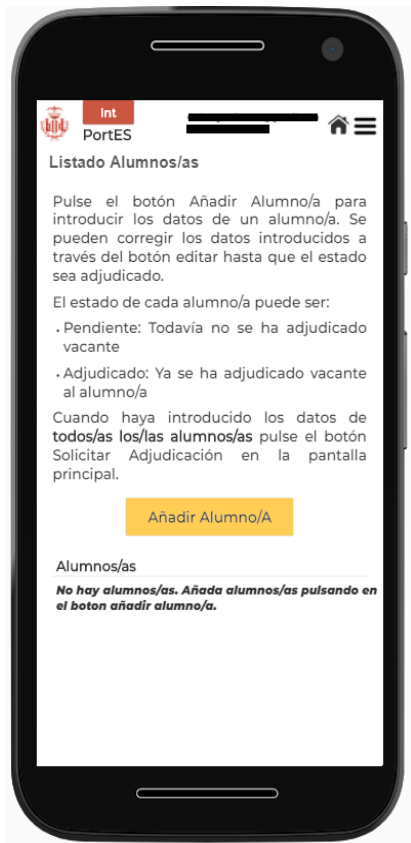 Int
PortES
Listado Alumnos/as
Pulse el botón Añadir Alumno/a para
introducir los datos de un alumno/a. Se
pueden corregir los datos introducidos a
través del botón editar hasta que el estado
sea adjudicado.
El estado de cada alumno/a puede ser:
• Pendiente: Todavía no se ha adjudicado
vacante
• Adjudicado: Ya se ha adjudicado vacante
al alumno/a
Cuando haya introducido los datos de
todos/as los/las alumnos/as pulse el botón
Solicitar Adjudicación en la pantalla
principal.
Añadir Alumno/A
Alumnos/as
No hay alumnos/as. Añada alumnos/as pulsando en
el boton añadir alumno/a.